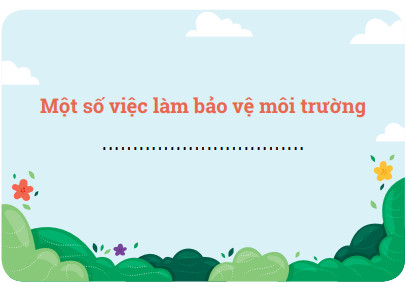 Một số việc làm bảo vệ môi trường
.................................